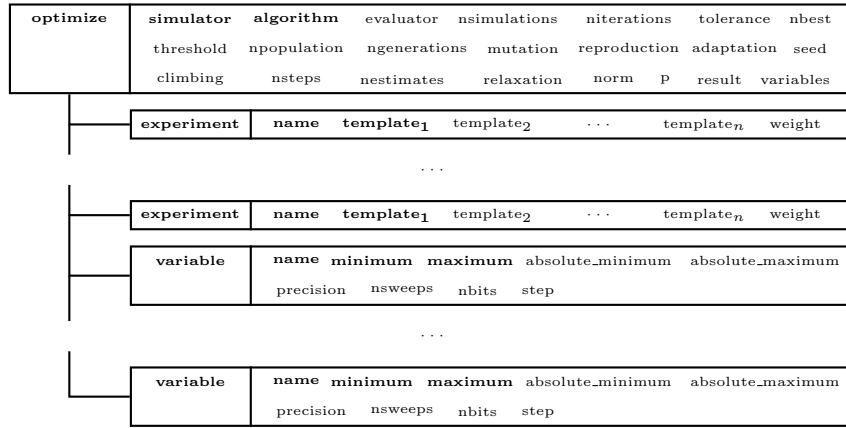 optimize simulator algorithm evaluator nsimulations niterations tolerance nbest
threshold npopulation ngenerations mutation reproduction adaptation seed
climbing nsteps nestimates relaxation norm p result variables
experiment name template₁ template₂ ... templateₙ weight
...
experiment name template₁ template₂ ... templateₙ weight
variable name minimum maximum absolute_minimum absolute_maximum
precision nsweeps nbits step
...
variable name minimum maximum absolute_minimum absolute_maximum
precision nsweeps nbits step